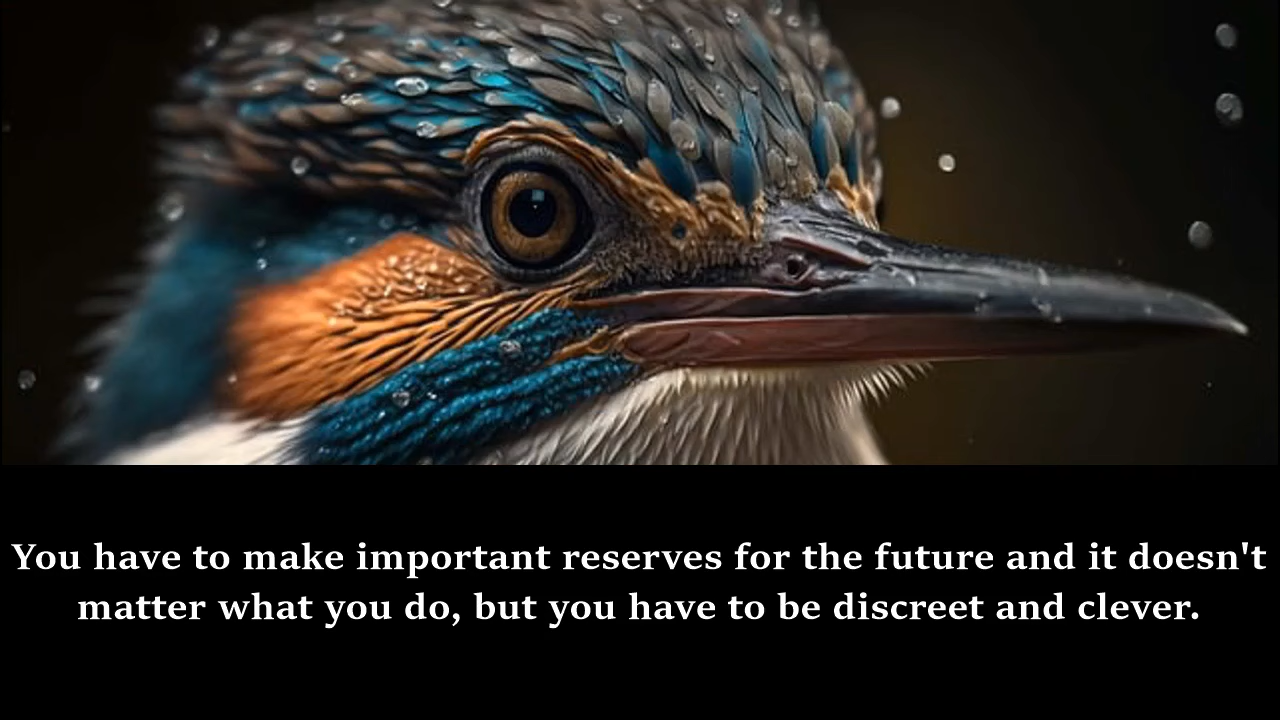 You have to make important reserves for the future and it doesn't
matter what you do, but you have to be discreet and clever.